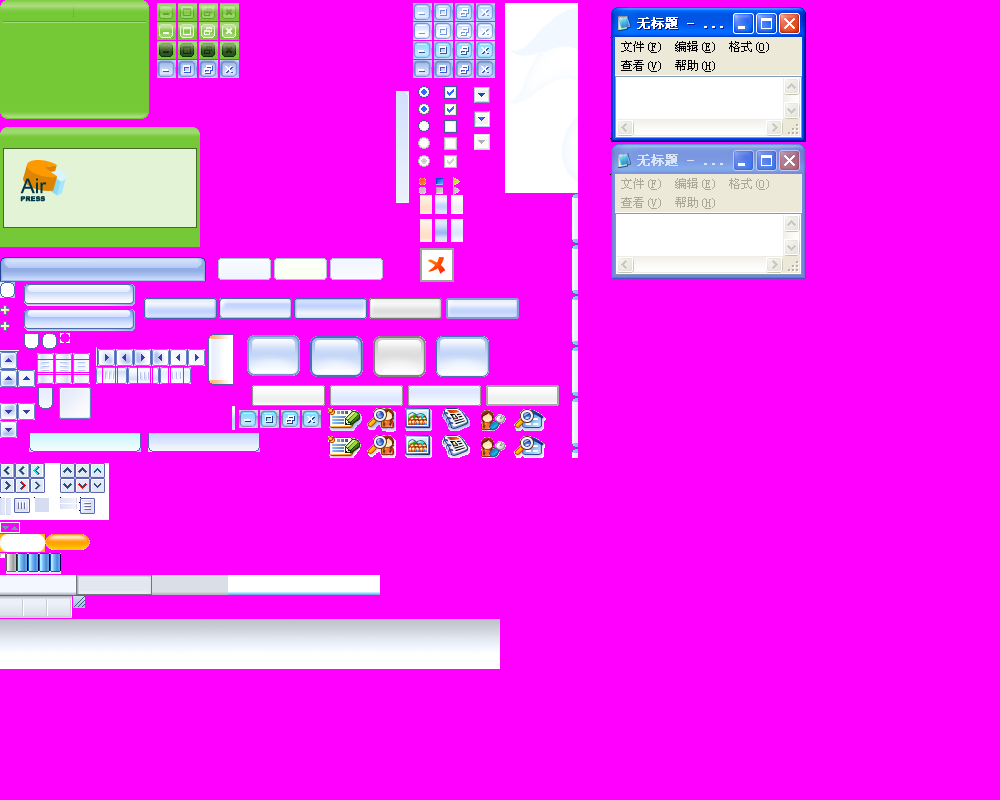 Air
PRESS
无标题 - ...
文件(F) 编辑(E) 格式(O)
查看(V) 帮助(H)
无标题 - ...
文件(F) 编辑(E) 格式(O)
查看(V) 帮助(H)